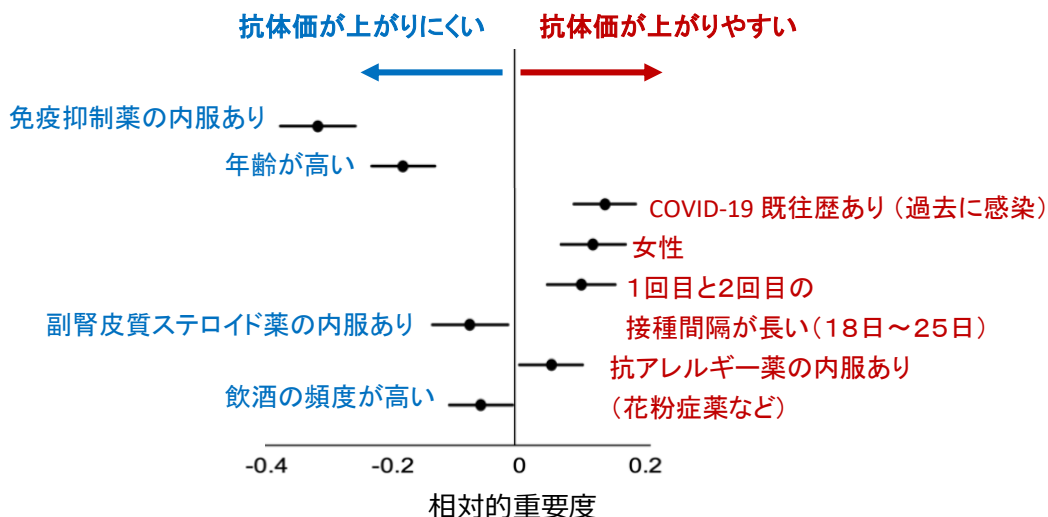 抗体価が上がりにくい
抗体価が上がりやすい
免疫抑制薬の内服あり
年齢が高い
COVID-19 既往歴あり（過去に感染）
女性
１回目と２回目の
接種間隔が長い（１８日～２５日）
副腎皮質ステロイド薬の内服あり
抗アレルギー薬の内服あり
（花粉症薬など）
飲酒の頻度が高い
-0.4
-0.2
0
0.2
相対的重要度